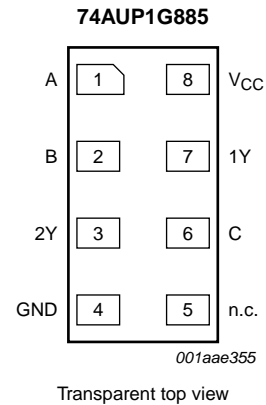 74AUP1G885
A 1 8 VCC
B 2 7 1Y
2Y 3 6 C
GND 4 5 n.c.
001aae355
Transparent top view